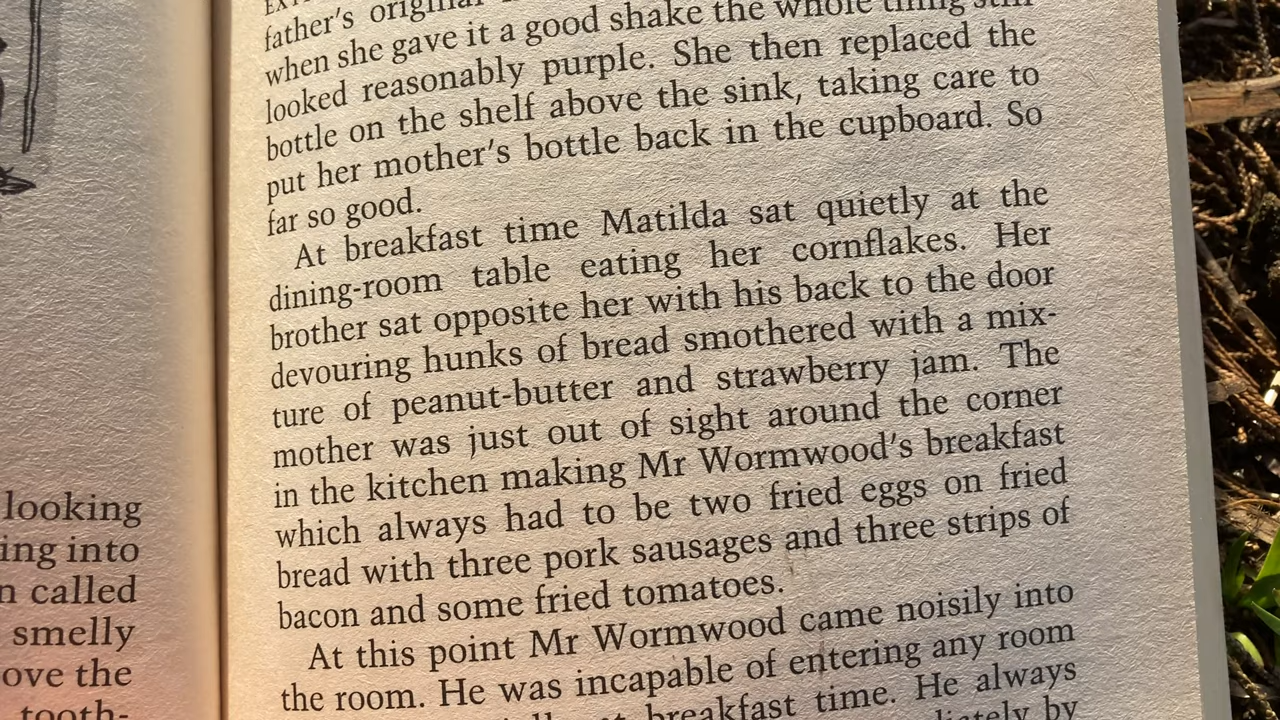 looking
ing into
n called
smelly
ove the
tooth-
father's original
when she gave it a good shake the whole thing still
looked reasonably purple. She then replaced the
bottle on the shelf above the sink, taking care to
put her mother's bottle back in the cupboard. So
far so good.
At breakfast time Matilda sat quietly at the
dining-room table eating her cornflakes. Her
brother sat opposite her with his back to the door
devouring hunks of bread smothered with a mix-
ture of peanut-butter and strawberry jam. The
mother was just out of sight around the corner
in the kitchen making Mr Wormwood's breakfast
which always had to be two fried eggs on fried
bread with three pork sausages and three strips of
bacon and some fried tomatoes.
At this point Mr Wormwood came noisily into
the room. He was incapable of entering any room
breakfast time. He always
by